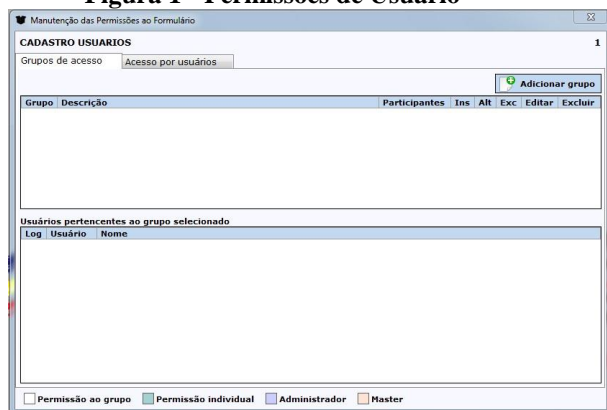 Figura 1 - Permissões de Usuário
Manutenção das Permissões ao Formulário
CADASTRO USUARIOS 1
Grupos de acesso Acesso por usuários
Adicionar grupo
Grupo Descrição Participantes Ins Alt Exc Editar Excluir
Usuários pertencentes ao grupo selecionado
Log Usuário Nome
Permissão ao grupo Permissão individual Administrador Master